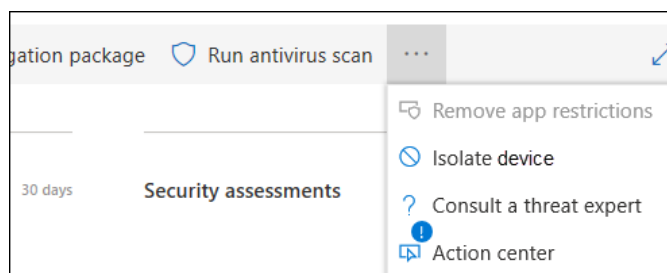 gation package Run antivirus scan ...
Remove app restrictions
Isolate device
30 days Security assessments
? Consult a threat expert
! Action center